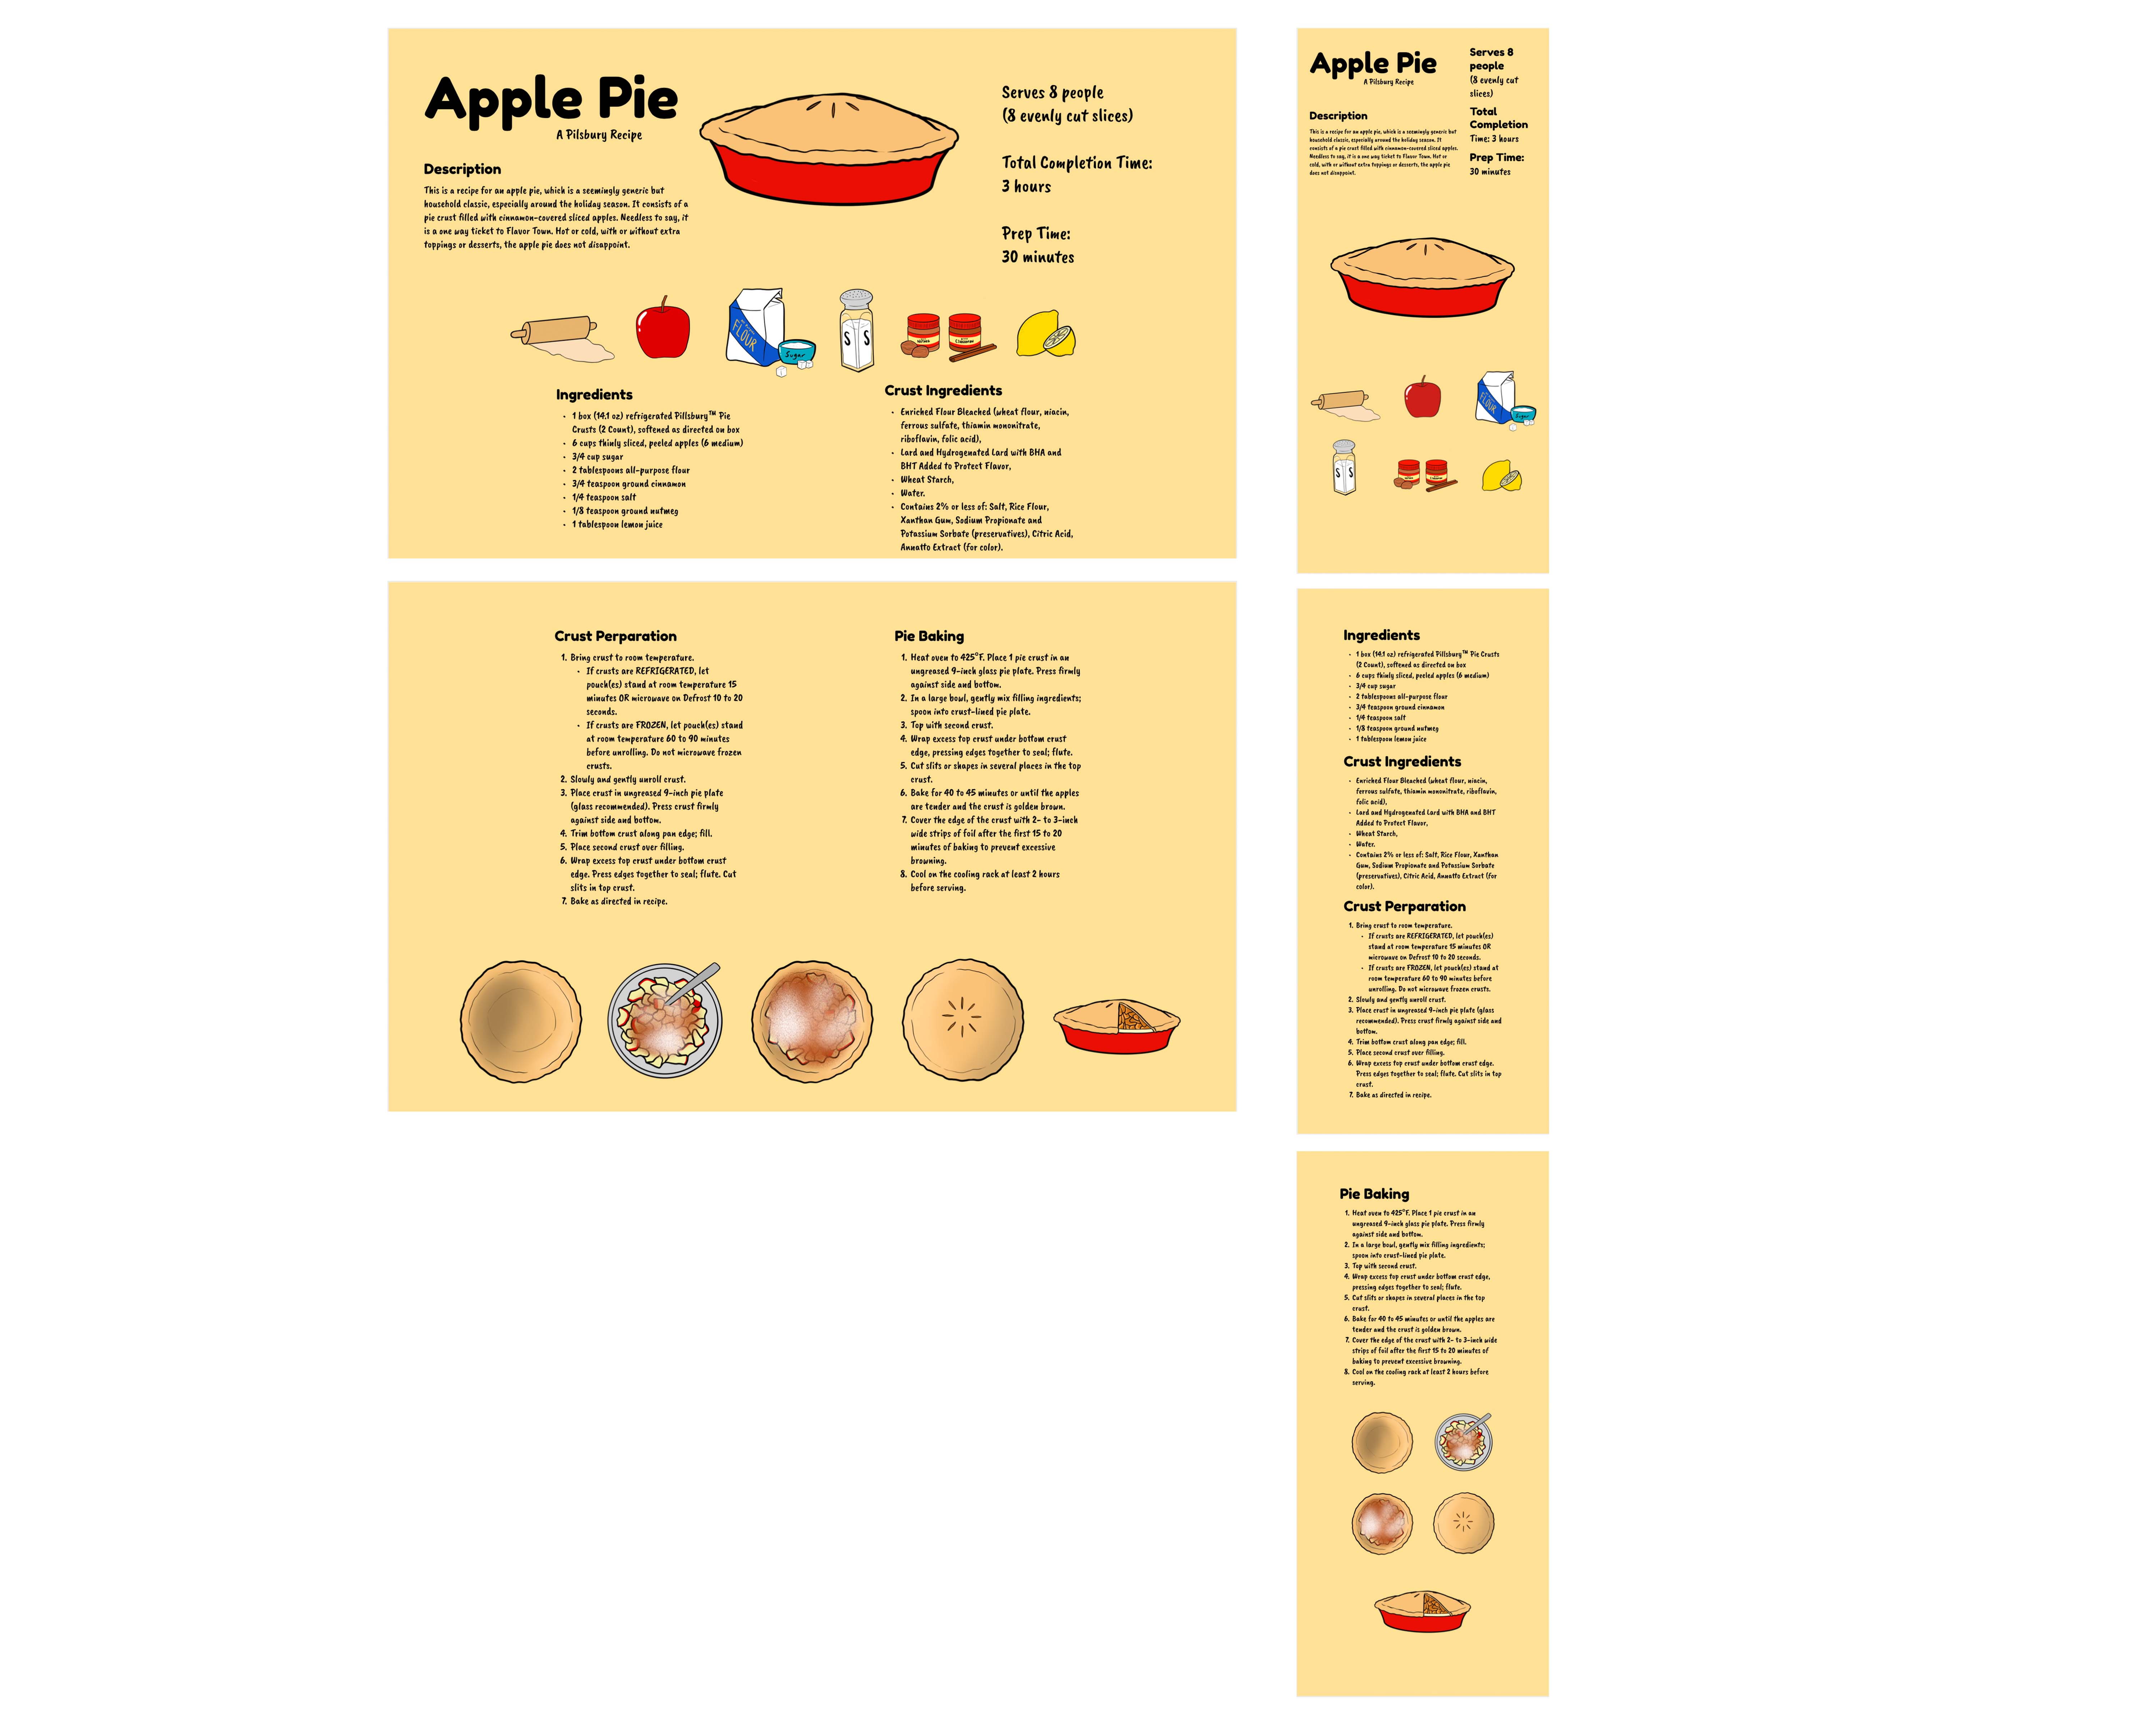 Apple Pie
A Pilsbury Recipe
Description
This is a recipe for an apple pie, which is a seemingly generic but
household classic, especially around the holiday season. It consists of a
pie crust filled with cinnamon-covered sliced apples. Needless to say, it
is a one way ticket to Flavor Town. Hot or cold, with or without extra
toppings or desserts, the apple pie does not disappoint.
Serves 8 people
(8 evenly cut slices)
Total Completion Time:
3 hours
Prep Time:
30 minutes
FLOUR
Sugar
S S
Nutmeg
Cinnamon
Ingredients
• 1 box (14.1 oz) refrigerated Pillsbury™ Pie
Crusts (2 Count), softened as directed on box
• 6 cups thinly sliced, peeled apples (6 medium)
• 3/4 cup sugar
• 2 tablespoons all-purpose flour
• 3/4 teaspoon ground cinnamon
• 1/4 teaspoon salt
• 1/8 teaspoon ground nutmeg
• 1 tablespoon lemon juice
Crust Ingredients
• Enriched Flour Bleached (wheat flour, niacin,
ferrous sulfate, thiamin mononitrate,
riboflavin, folic acid),
• Lard and Hydrogenated Lard with BHA and
BHT Added to Protect Flavor,
• Wheat Starch,
• Water.
• Contains 2% or less of: Salt, Rice Flour,
Xanthan Gum, Sodium Propionate and
Potassium Sorbate (preservatives), Citric Acid,
Annatto Extract (for color).
Crust Perparation
1. Bring crust to room temperature.
• If crusts are REFRIGERATED, let
pouch(es) stand at room temperature 15
minutes OR microwave on Defrost 10 to 20
seconds.
• If crusts are FROZEN, let pouch(es) stand
at room temperature 60 to 90 minutes
before unrolling. Do not microwave frozen
crusts.
2. Slowly and gently unroll crust.
3. Place crust in ungreased 9-inch pie plate
(glass recommended). Press crust firmly
against side and bottom.
4. Trim bottom crust along pan edge; fill.
5. Place second crust over filling.
6. Wrap excess top crust under bottom crust
edge. Press edges together to seal; flute. Cut
slits in top crust.
7. Bake as directed in recipe.
Pie Baking
1. Heat oven to 425°F. Place 1 pie crust in an
ungreased 9-inch glass pie plate. Press firmly
against side and bottom.
2. In a large bowl, gently mix filling ingredients;
spoon into crust-lined pie plate.
3. Top with second crust.
4. Wrap excess top crust under bottom crust
edge, pressing edges together to seal; flute.
5. Cut slits or shapes in several places in the top
crust.
6. Bake for 40 to 45 minutes or until the apples
are tender and the crust is golden brown.
7. Cover the edge of the crust with 2- to 3-inch
wide strips of foil after the first 15 to 20
minutes of baking to prevent excessive
browning.
8. Cool on the cooling rack at least 2 hours
before serving.
Apple Pie
A Pilsbury Recipe
Description
This is a recipe for an apple pie, which is a seemingly generic but
household classic, especially around the holiday season. It
consists of a pie crust filled with cinnamon-covered sliced apples.
Needless to say, it is a one way ticket to Flavor Town. Hot or
cold, with or without extra toppings or desserts, the apple pie
does not disappoint.
Serves 8
people
(8 evenly cut
slices)
Total
Completion
Time: 3 hours
Prep Time:
30 minutes
FLOUR
Sugar
S S
Ingredients
• 1 box (14.1 oz) refrigerated Pillsbury™ Pie Crusts
(2 Count), softened as directed on box
• 6 cups thinly sliced, peeled apples (6 medium)
• 3/4 cup sugar
• 2 tablespoons all-purpose flour
• 3/4 teaspoon ground cinnamon
• 1/4 teaspoon salt
• 1/8 teaspoon ground nutmeg
• 1 tablespoon lemon juice
Crust Ingredients
• Enriched Flour Bleached (wheat flour, niacin,
ferrous sulfate, thiamin mononitrate, riboflavin,
folic acid),
• Lard and Hydrogenated Lard with BHA and BHT
Added to Protect Flavor,
• Wheat Starch,
• Water.
• Contains 2% or less of: Salt, Rice Flour, Xanthan
Gum, Sodium Propionate and Potassium Sorbate
(preservatives), Citric Acid, Annatto Extract (for
color).
Crust Perparation
1. Bring crust to room temperature.
• If crusts are REFRIGERATED, let pouch(es)
stand at room temperature 15 minutes OR
microwave on Defrost 10 to 20 seconds.
• If crusts are FROZEN, let pouch(es) stand at
room temperature 60 to 90 minutes before
unrolling. Do not microwave frozen crusts.
2. Slowly and gently unroll crust.
3. Place crust in ungreased 9-inch pie plate (glass
recommended). Press crust firmly against side and
bottom.
4. Trim bottom crust along pan edge; fill.
5. Place second crust over filling.
6. Wrap excess top crust under bottom crust edge.
Press edges together to seal; flute. Cut slits in top
crust.
7. Bake as directed in recipe.
Pie Baking
1. Heat oven to 425°F. Place 1 pie crust in an
ungreased 9-inch glass pie plate. Press firmly
against side and bottom.
2. In a large bowl, gently mix filling ingredients;
spoon into crust-lined pie plate.
3. Top with second crust.
4. Wrap excess top crust under bottom crust edge,
pressing edges together to seal; flute.
5. Cut slits or shapes in several places in the top
crust.
6. Bake for 40 to 45 minutes or until the apples are
tender and the crust is golden brown.
7. Cover the edge of the crust with 2- to 3-inch wide
strips of foil after the first 15 to 20 minutes of
baking to prevent excessive browning.
8. Cool on the cooling rack at least 2 hours before
serving.